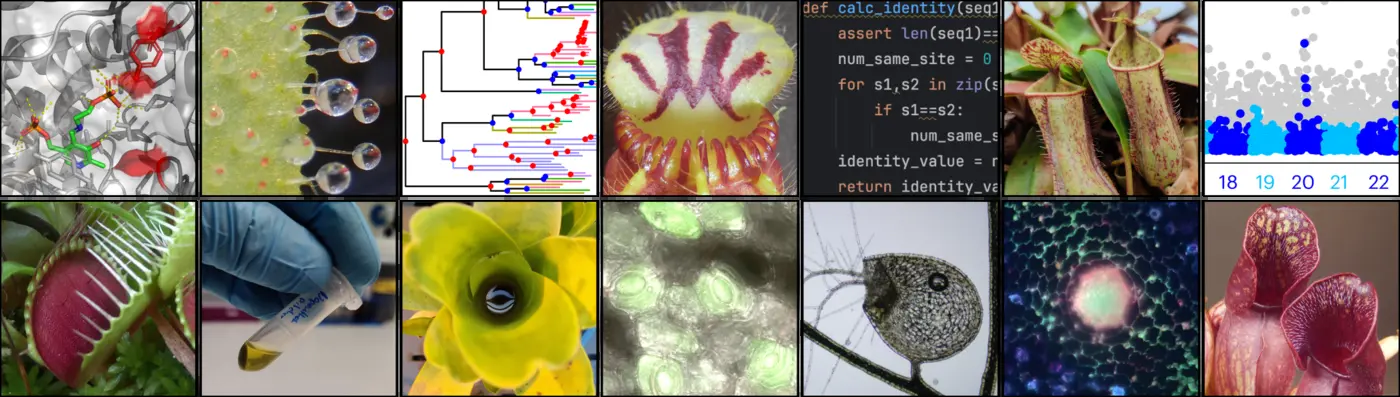 def calc_identity(seq1
assert len(seq1)==
num_same_site = 0
for s1,s2 in zip(s
if s1==s2:
num_same_s
identity_value = r
return identity_va
18 19 20 21 22